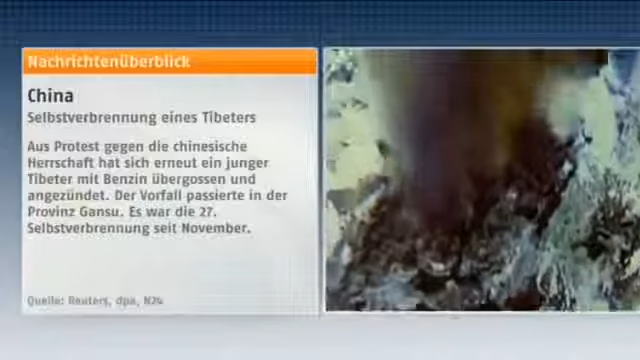 Nachrichtenüberblick
China
Selbstverbrennung eines Tibeters
Aus Protest gegen die chinesische
Herrschaft hat sich erneut ein junger
Tibeter mit Benzin übergossen und
angezündet. Der Vorfall passierte in der
Provinz Gansu. Es war die 27.
Selbstverbrennung seit November.
Quelle: Reuters, dpa, N24